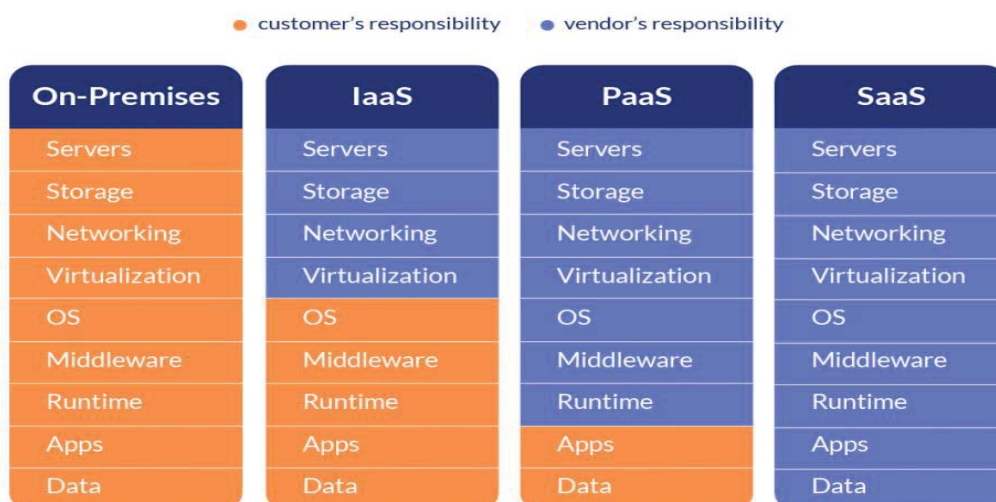 customer’s responsibility vendor’s responsibility
On-Premises IaaS PaaS SaaS
Servers Servers Servers Servers
Storage Storage Storage Storage
Networking Networking Networking Networking
Virtualization Virtualization Virtualization Virtualization
OS OS OS OS
Middleware Middleware Middleware Middleware
Runtime Runtime Runtime Runtime
Apps Apps Apps Apps
Data Data Data Data